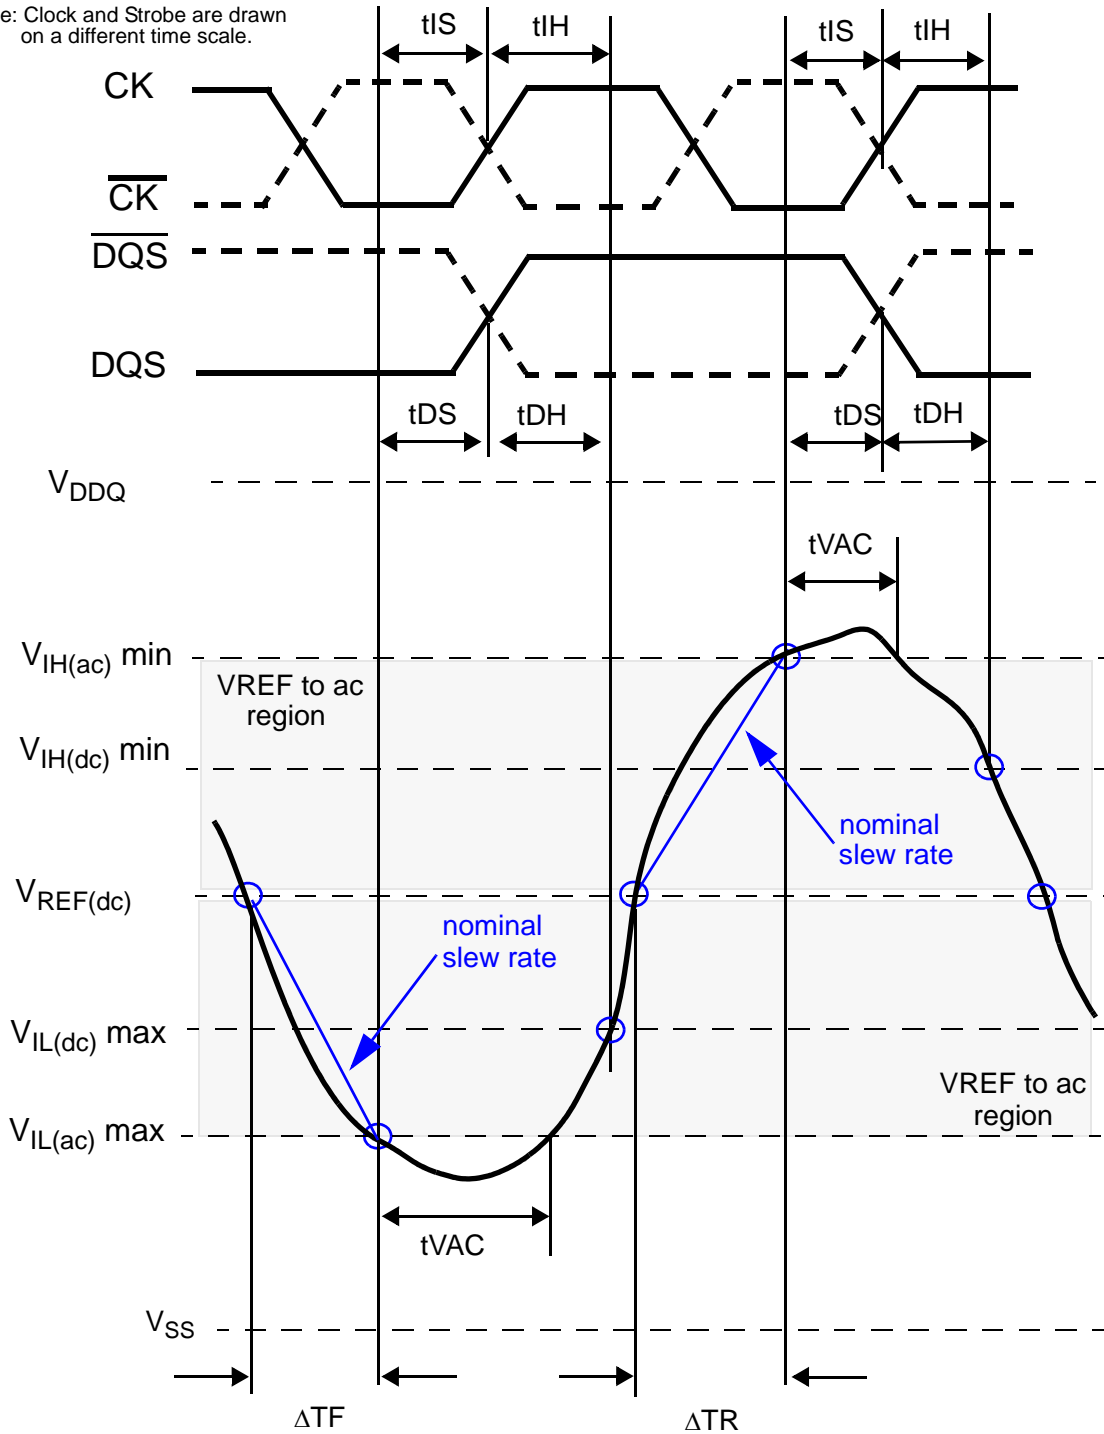 e: Clock and Strobe are drawn
on a different time scale.
tIS tIH tIS tIH
CK
C̅K̅
D̅Q̅S̅
DQS
tDS tDH tDS tDH
VDDQ
tVAC
VIH(ac) min
VREF to ac
region
VIH(dc) min
nominal
slew rate
VREF(dc)
nominal
slew rate
VIL(dc) max
VREF to ac
region
VIL(ac) max
tVAC
VSS
ΔTF ΔTR